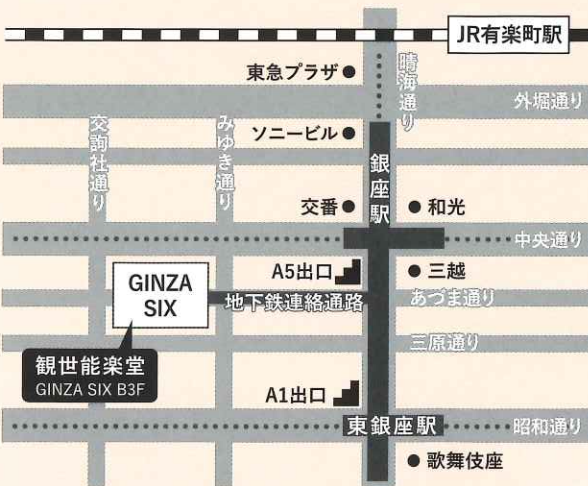 JR有楽町駅
東急プラザ
晴海通り
外堀通り
交詢社通り
みゆき通り
ソニービル
銀座駅
交番
和光
中央通り
A5出口
三越
GINZA
SIX
地下鉄連絡通路
あづま通り
三原通り
観世能楽堂
GINZA SIX B3F
A1出口
東銀座駅
昭和通り
歌舞伎座